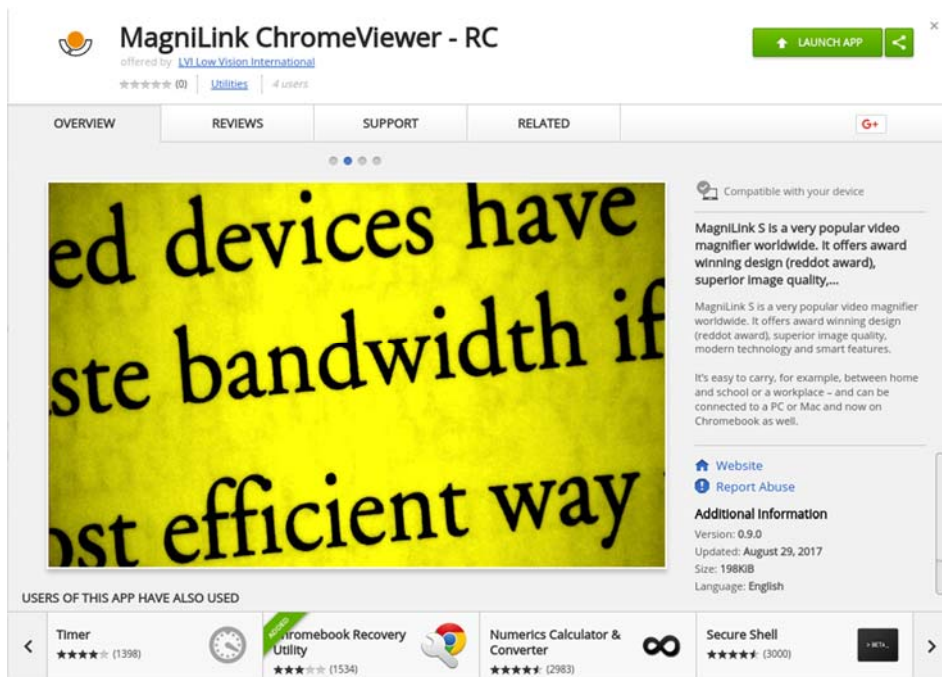 MagniLink ChromeViewer - RC
offered by LVI Low Vision International
(0) Utilities 4 users
LAUNCH APP
OVERVIEW REVIEWS SUPPORT RELATED G+
ed devices have
ste bandwidth if
ost efficient way
Compatible with your device
MagniLink S is a very popular video
magnifier worldwide. It offers award
winning design (reddot award),
superior image quality,...
MagniLink S is a very popular video magnifier
worldwide. It offers award winning design
(reddot award), superior image quality,
modern technology and smart features.
It's easy to carry, for example, between home
and school or a workplace – and can be
connected to a PC or Mac and now on
Chromebook as well.
Website
Report Abuse
Additional Information
Version: 0.9.0
Updated: August 29, 2017
Size: 198KiB
Language: English
USERS OF THIS APP HAVE ALSO USED
Timer
(1398)
ADDED
hromebook Recovery
Utility
(1534)
Numerics Calculator &
Converter
(2983)
Secure Shell
(3000)
> BETA_